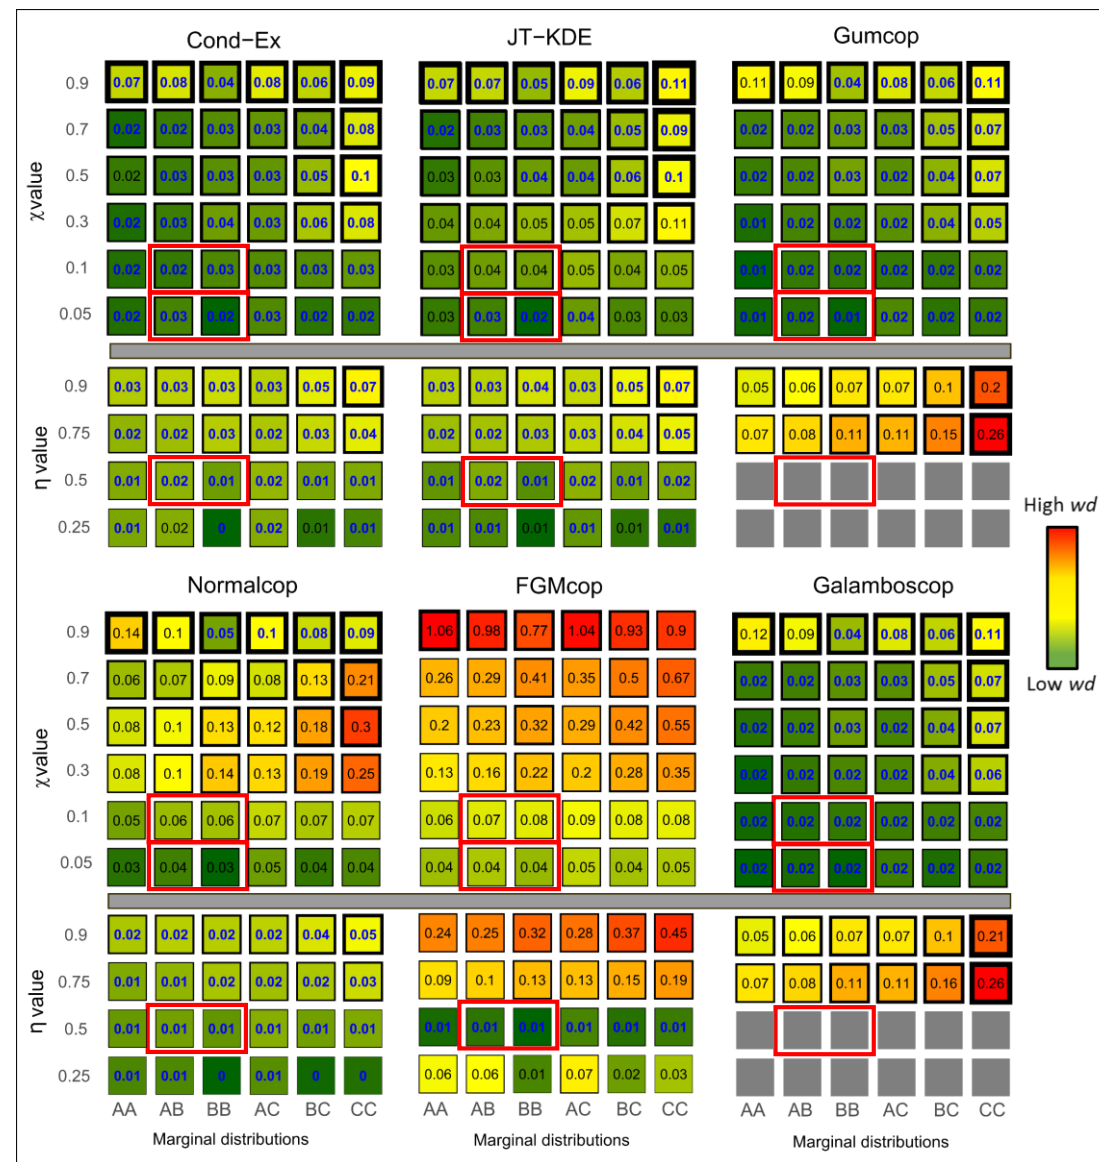 Cond−Ex JT−KDE Gumcop
χvalue
0.9 0.07 0.08 0.04 0.08 0.06 0.09 0.07 0.07 0.05 0.09 0.06 0.11 0.11 0.09 0.04 0.08 0.06 0.11
0.7 0.02 0.02 0.03 0.03 0.04 0.08 0.02 0.03 0.03 0.04 0.05 0.09 0.02 0.02 0.03 0.03 0.05 0.07
0.5 0.02 0.03 0.03 0.03 0.05 0.1 0.03 0.03 0.04 0.04 0.06 0.1 0.02 0.02 0.03 0.02 0.04 0.07
0.3 0.02 0.03 0.04 0.03 0.06 0.08 0.04 0.04 0.05 0.05 0.07 0.11 0.01 0.02 0.02 0.02 0.04 0.05
0.1 0.02 0.02 0.03 0.03 0.03 0.03 0.03 0.04 0.04 0.05 0.04 0.05 0.01 0.02 0.02 0.02 0.02 0.02
0.05 0.02 0.03 0.02 0.03 0.02 0.02 0.03 0.03 0.02 0.04 0.03 0.03 0.01 0.02 0.01 0.02 0.02 0.02
η value
0.9 0.03 0.03 0.03 0.03 0.05 0.07 0.03 0.03 0.04 0.03 0.05 0.07 0.05 0.06 0.07 0.07 0.1 0.2
0.75 0.02 0.02 0.03 0.02 0.03 0.04 0.02 0.02 0.03 0.03 0.04 0.05 0.07 0.08 0.11 0.11 0.15 0.26
0.5 0.01 0.02 0.01 0.02 0.01 0.01 0.01 0.02 0.01 0.02 0.01 0.02
0.25 0.01 0.02 0 0.02 0.01 0.01 0.01 0.01 0.01 0.01 0.01 0.01
High wd
Low wd
Normalcop FGMcop Galamboscop
χvalue
0.9 0.14 0.1 0.05 0.1 0.08 0.09 1.06 0.98 0.77 1.04 0.93 0.9 0.12 0.09 0.04 0.08 0.06 0.11
0.7 0.06 0.07 0.09 0.08 0.13 0.21 0.26 0.29 0.41 0.35 0.5 0.67 0.02 0.02 0.03 0.03 0.05 0.07
0.5 0.08 0.1 0.13 0.12 0.18 0.3 0.2 0.23 0.32 0.29 0.42 0.55 0.02 0.02 0.03 0.02 0.04 0.07
0.3 0.08 0.1 0.14 0.13 0.19 0.25 0.13 0.16 0.22 0.2 0.28 0.35 0.02 0.02 0.02 0.02 0.04 0.06
0.1 0.05 0.06 0.06 0.07 0.07 0.07 0.06 0.07 0.08 0.09 0.08 0.08 0.02 0.02 0.02 0.02 0.02 0.02
0.05 0.03 0.04 0.03 0.05 0.04 0.04 0.04 0.04 0.04 0.05 0.04 0.05 0.02 0.02 0.02 0.02 0.02 0.02
η value
0.9 0.02 0.02 0.02 0.02 0.04 0.05 0.24 0.25 0.32 0.28 0.37 0.45 0.05 0.06 0.07 0.07 0.1 0.21
0.75 0.01 0.01 0.02 0.02 0.02 0.03 0.09 0.1 0.13 0.13 0.15 0.19 0.07 0.08 0.11 0.11 0.16 0.26
0.5 0.01 0.01 0.01 0.01 0.01 0.01 0.01 0.01 0.01 0.01 0.01 0.01
0.25 0.01 0.01 0 0.01 0 0 0.06 0.06 0.01 0.07 0.02 0.03
AA AB BB AC BC CC AA AB BB AC BC CC AA AB BB AC BC CC
Marginal distributions Marginal distributions Marginal distributions